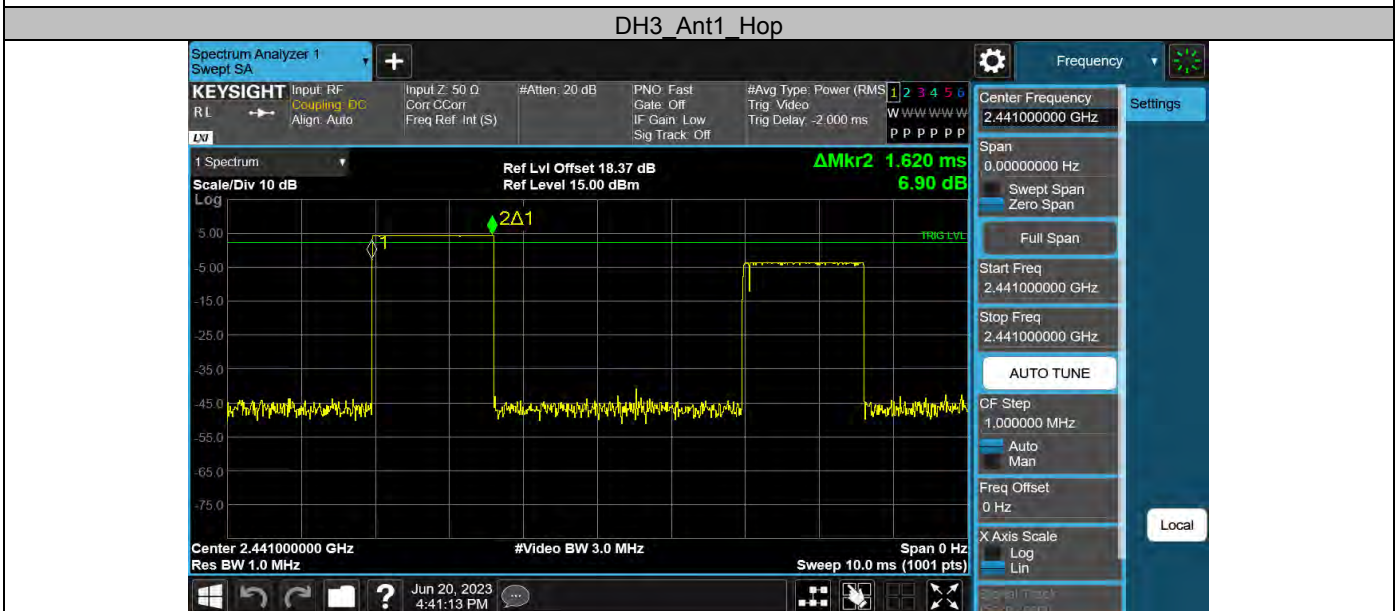 DH3_Ant1_Hop
Spectrum Analyzer 1
Swept SA
+
Frequency
KEYSIGHT
R L
LXI
Input: RF
Coupling: DC
Align: Auto
Input Z: 50 Ω
Corr CCorr
Freq Ref: Int (S)
#Atten: 20 dB
PNO: Fast
Gate: Off
IF Gain: Low
Sig Track: Off
#Avg Type: Power (RMS
Trig: Video
Trig Delay: -2.000 ms
1 2 3 4 5 6
W W W W W W
P P P P P P
1 Spectrum
Scale/Div 10 dB
Log
Ref Lvl Offset 18.37 dB
Ref Level 15.00 dBm
ΔMkr2 1.620 ms
6.90 dB
2Δ1
1
TRIG LVL
5.00
-5.00
-15.0
-25.0
-35.0
-45.0
-55.0
-65.0
-75.0
Center 2.441000000 GHz
Res BW 1.0 MHz
#Video BW 3.0 MHz
Span 0 Hz
Sweep 10.0 ms (1001 pts)
Center Frequency
2.441000000 GHz
Settings
Span
0.00000000 Hz
Swept Span
Zero Span
Full Span
Start Freq
2.441000000 GHz
Stop Freq
2.441000000 GHz
AUTO TUNE
CF Step
1.000000 MHz
Auto
Man
Freq Offset
0 Hz
Local
X Axis Scale
Log
Lin
Signal Track
?
Jun 20, 2023
4:41:13 PM